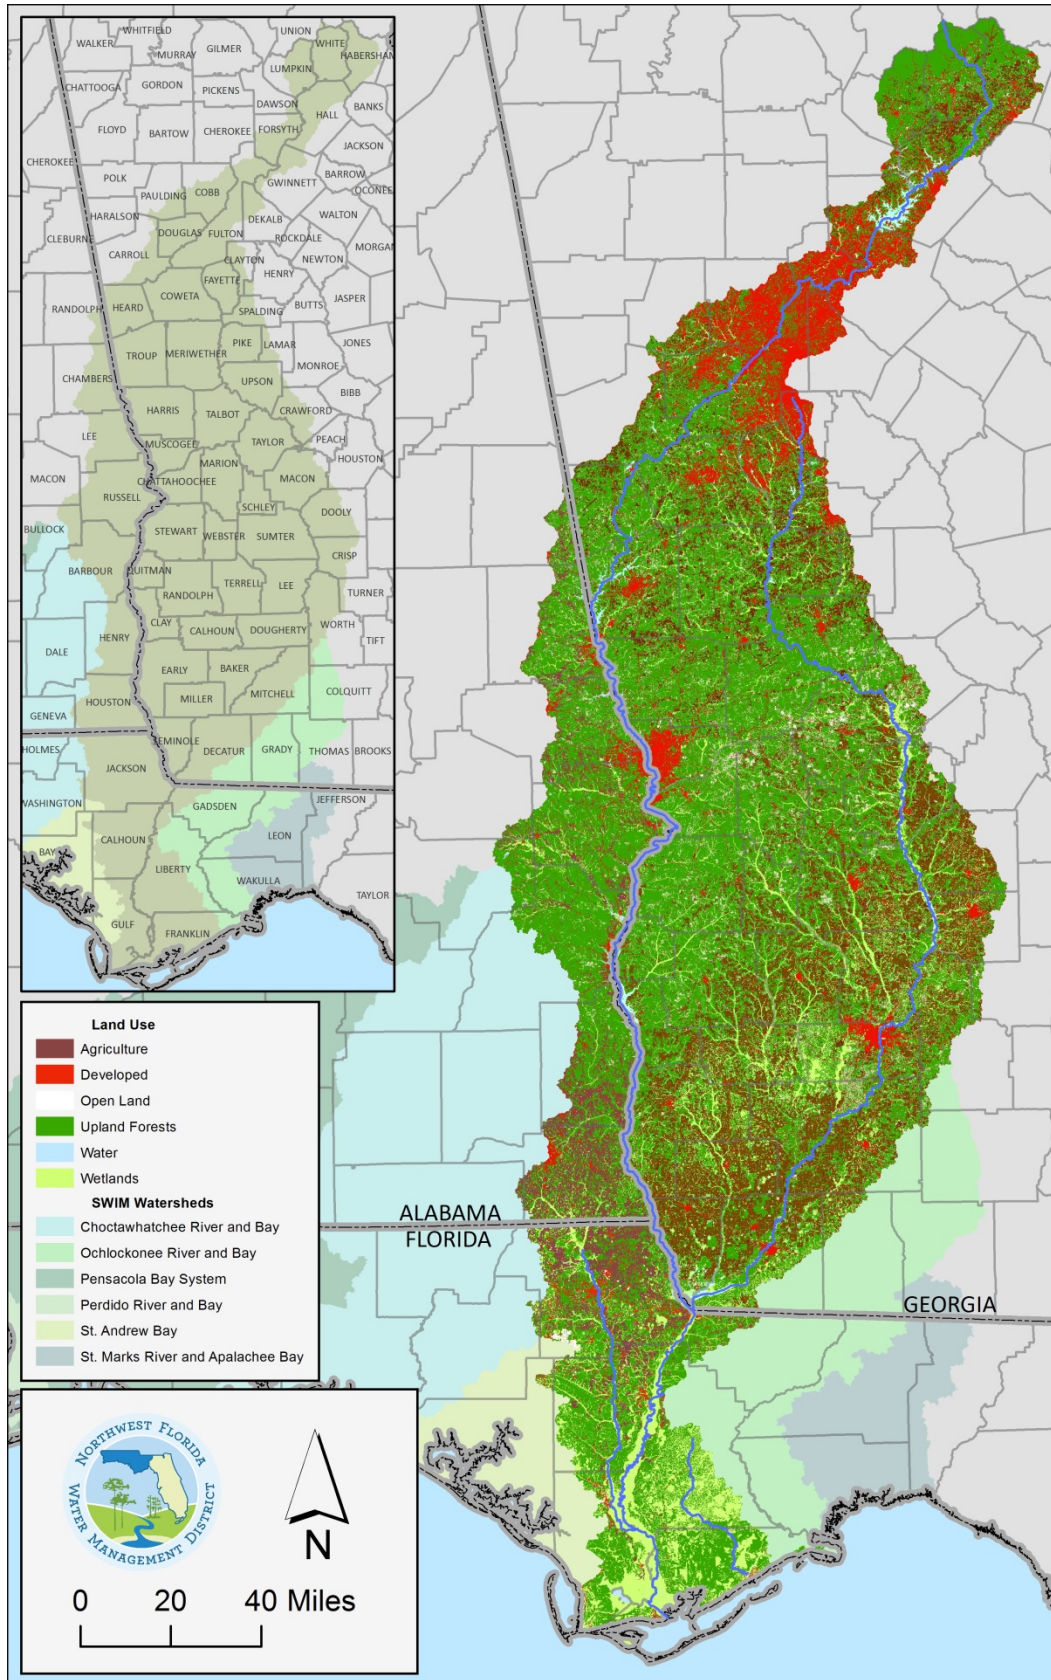 WHITFIELD
UNION
WALKER
MURRAY
GILMER
WHITE
HABERSHAM
LUMPKIN
CHATTOOGA
GORDON
PICKENS
DAWSON
BANKS
FLOYD
BARTOW
CHEROKEE
FORSYTH
HALL
JACKSON
CHEROKEE
POLK
GWINNETT
BARROW
OCONEE
PAULDING
COBB
HARALSON
DEKALB
WALTON
CLEBURNE
DOUGLAS
FULTON
ROCKDALE
MORGAN
CARROLL
CLAYTON
NEWTON
HENRY
FAYETTE
RANDOLPH
HEARD
COWETA
BUTTS
JASPER
SPALDING
TROUP
MERIWETHER
PIKE
LAMAR
JONES
MONROE
CHAMBERS
UPSON
BIBB
HARRIS
TALBOT
CRAWFORD
LEE
MUSCOGEE
TAYLOR
PEACH
HOUSTON
MACON
MARION
CHATTAHOOCHEE
MACON
RUSSELL
SCHLEY
DOOLY
BULLOCK
STEWART
WEBSTER
SUMTER
CRISP
BARBOUR
QUITMAN
TERRELL
LEE
TURNER
RANDOLPH
HENRY
CLAY
CALHOUN
DOUGHERTY
WORTH
TIFT
DALE
EARLY
BAKER
COLQUITT
HOUSTON
MILLER
MITCHELL
GENEVA
HOLMES
SEMINOLE
DECATUR
GRADY
THOMAS
BROOKS
JACKSON
WASHINGTON
GADSDEN
JEFFERSON
CALHOUN
LEON
BAY
LIBERTY
WAKULLA
TAYLOR
GULF
FRANKLIN
Land Use
Agriculture
Developed
Open Land
Upland Forests
Water
Wetlands
SWIM Watersheds
Choctawhatchee River and Bay
Ochlockonee River and Bay
Pensacola Bay System
Perdido River and Bay
St. Andrew Bay
St. Marks River and Apalachee Bay
ALABAMA
FLORIDA
GEORGIA
NORTHWEST FLORIDA
WATER MANAGEMENT DISTRICT
N
0 20 40 Miles